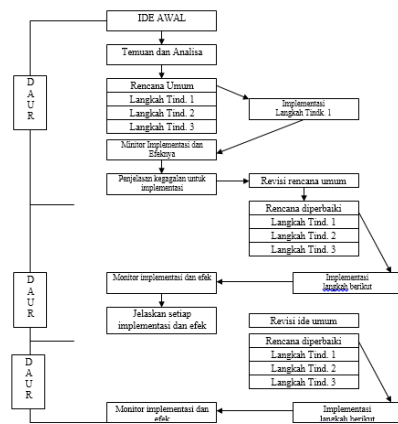 IDE AWAL
Temuan dan Analisa
D
A
U
R
Rencana Umum
Langkah Tind. 1
Langkah Tind. 2
Langkah Tind. 3
Implementasi
Langkah Tindk. 1
Minitor Implementasi dan
Efeknya
Penjelasan kegagalan untuk
implementasi
Revisi rencana umum
Rencana diperbaiki
Langkah Tind. 1
Langkah Tind. 2
Langkah Tind. 3
D
A
U
R
Monitor implementasi dan efek
Implementasi
langkah berikut
Jelaskan setiap
implementasi dan efek
Revisi ide umum
Rencana diperbaiki
Langkah Tind. 1
Langkah Tind. 2
Langkah Tind. 3
D
A
U
R
Monitor implementasi dan
efek
Implementasi
langkah berikut